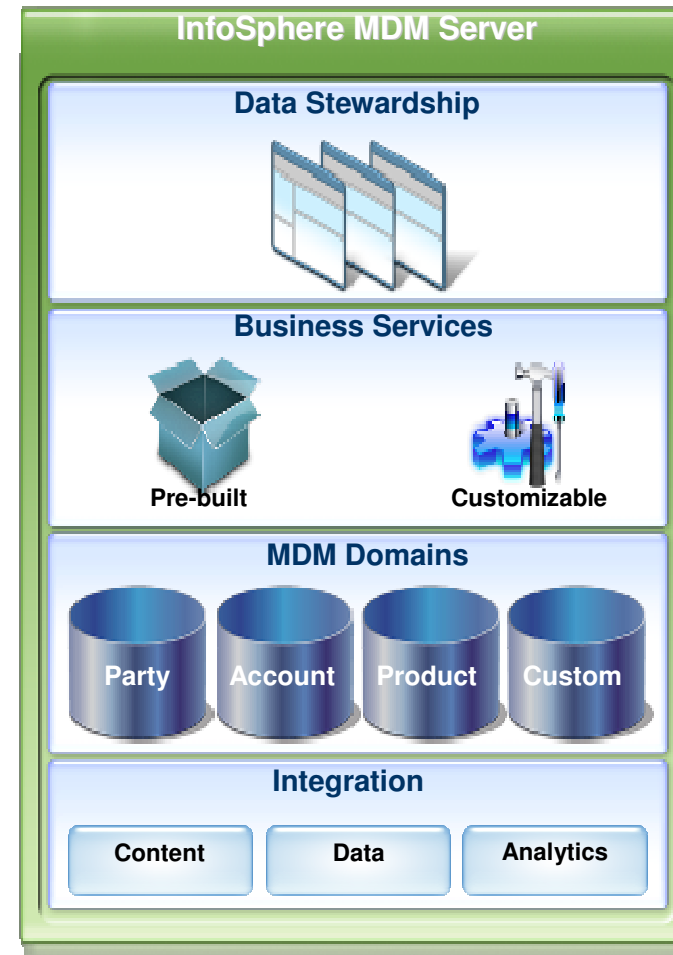 InfoSphere MDM Server
Data Stewardship
Business Services
Pre-built Customizable
MDM Domains
Party Account Product Custom
Integration
Content Data Analytics